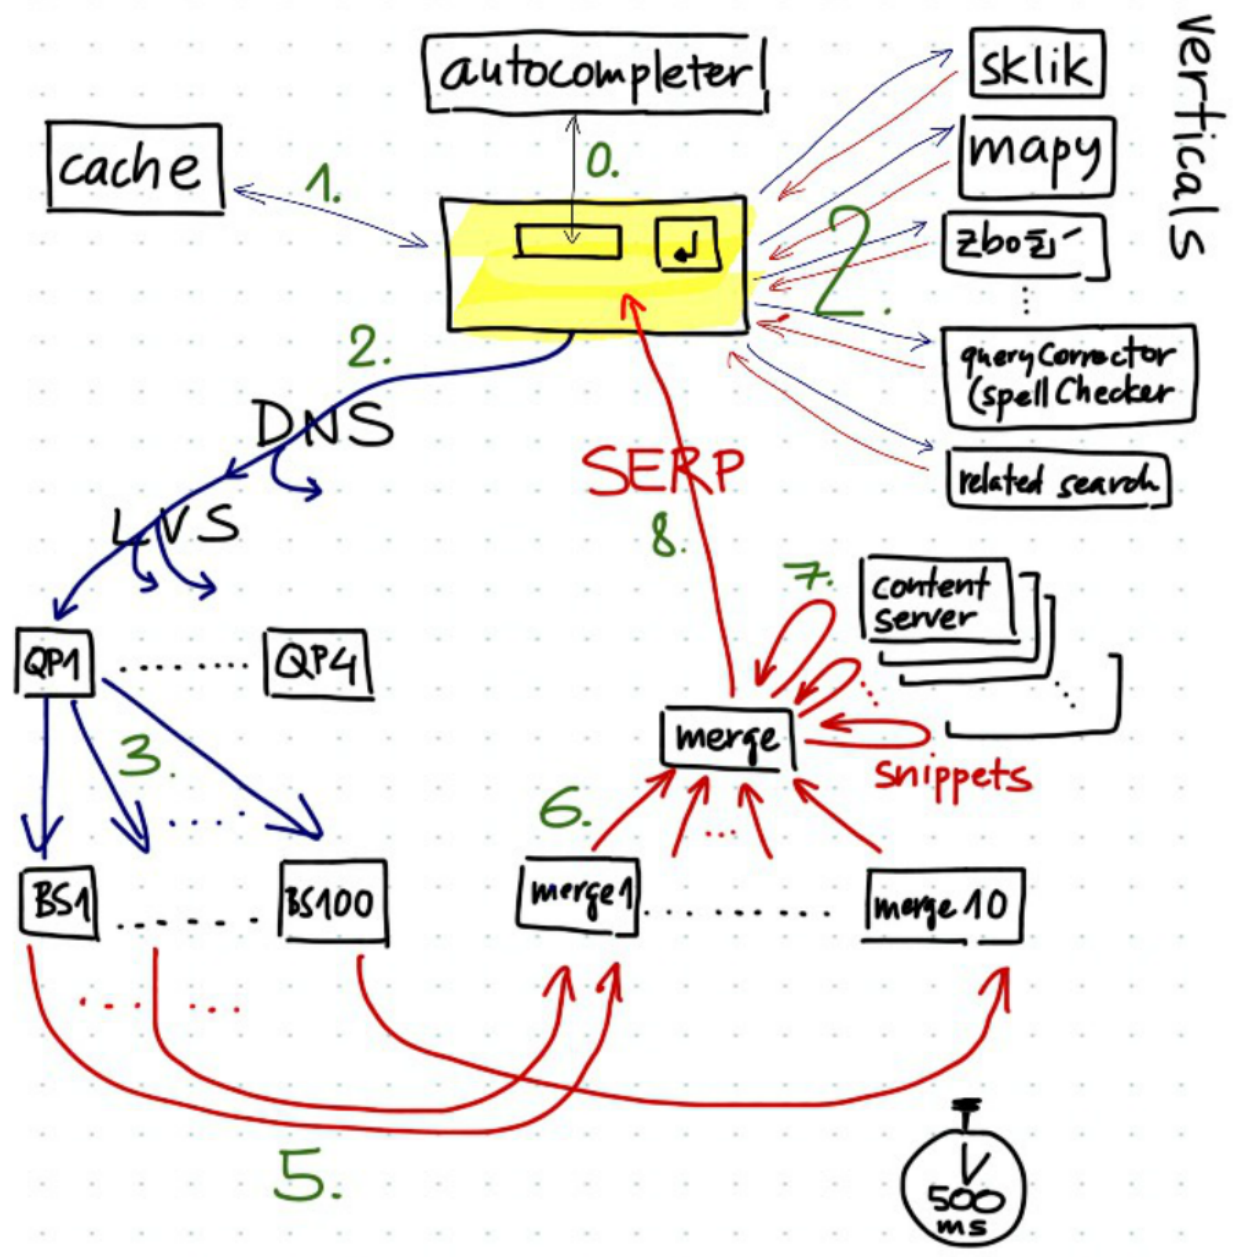 autocompleter
cache
0.
1.
sklik
mapy
zboží
verticals
2.
queryCorrector
(spellChecker
related search
2.
DNS
LVS
SERP
8.
7.
content
server
QP1
QP4
3.
merge
snippets
6.
BS1
BS100
merge1
merge10
5.
500
ms